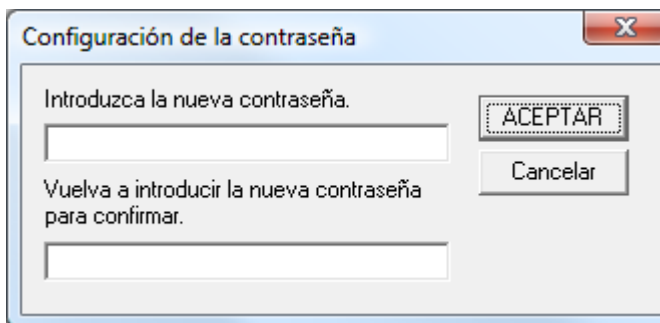 Configuración de la contraseña
Introduzca la nueva contraseña.
ACEPTAR
Cancelar
Vuelva a introducir la nueva contraseña
para confirmar.